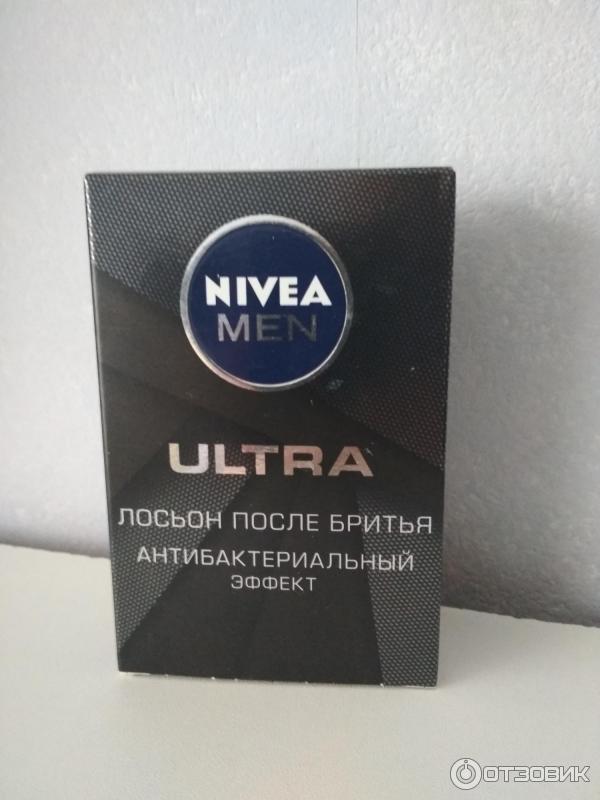 NIVEA
MEN
ULTRA
ЛОСЬОН ПОСЛЕ БРИТЬЯ
АНТИБАКТЕРИАЛЬНЫЙ
ЭФФЕКТ
ОТЗОВИК